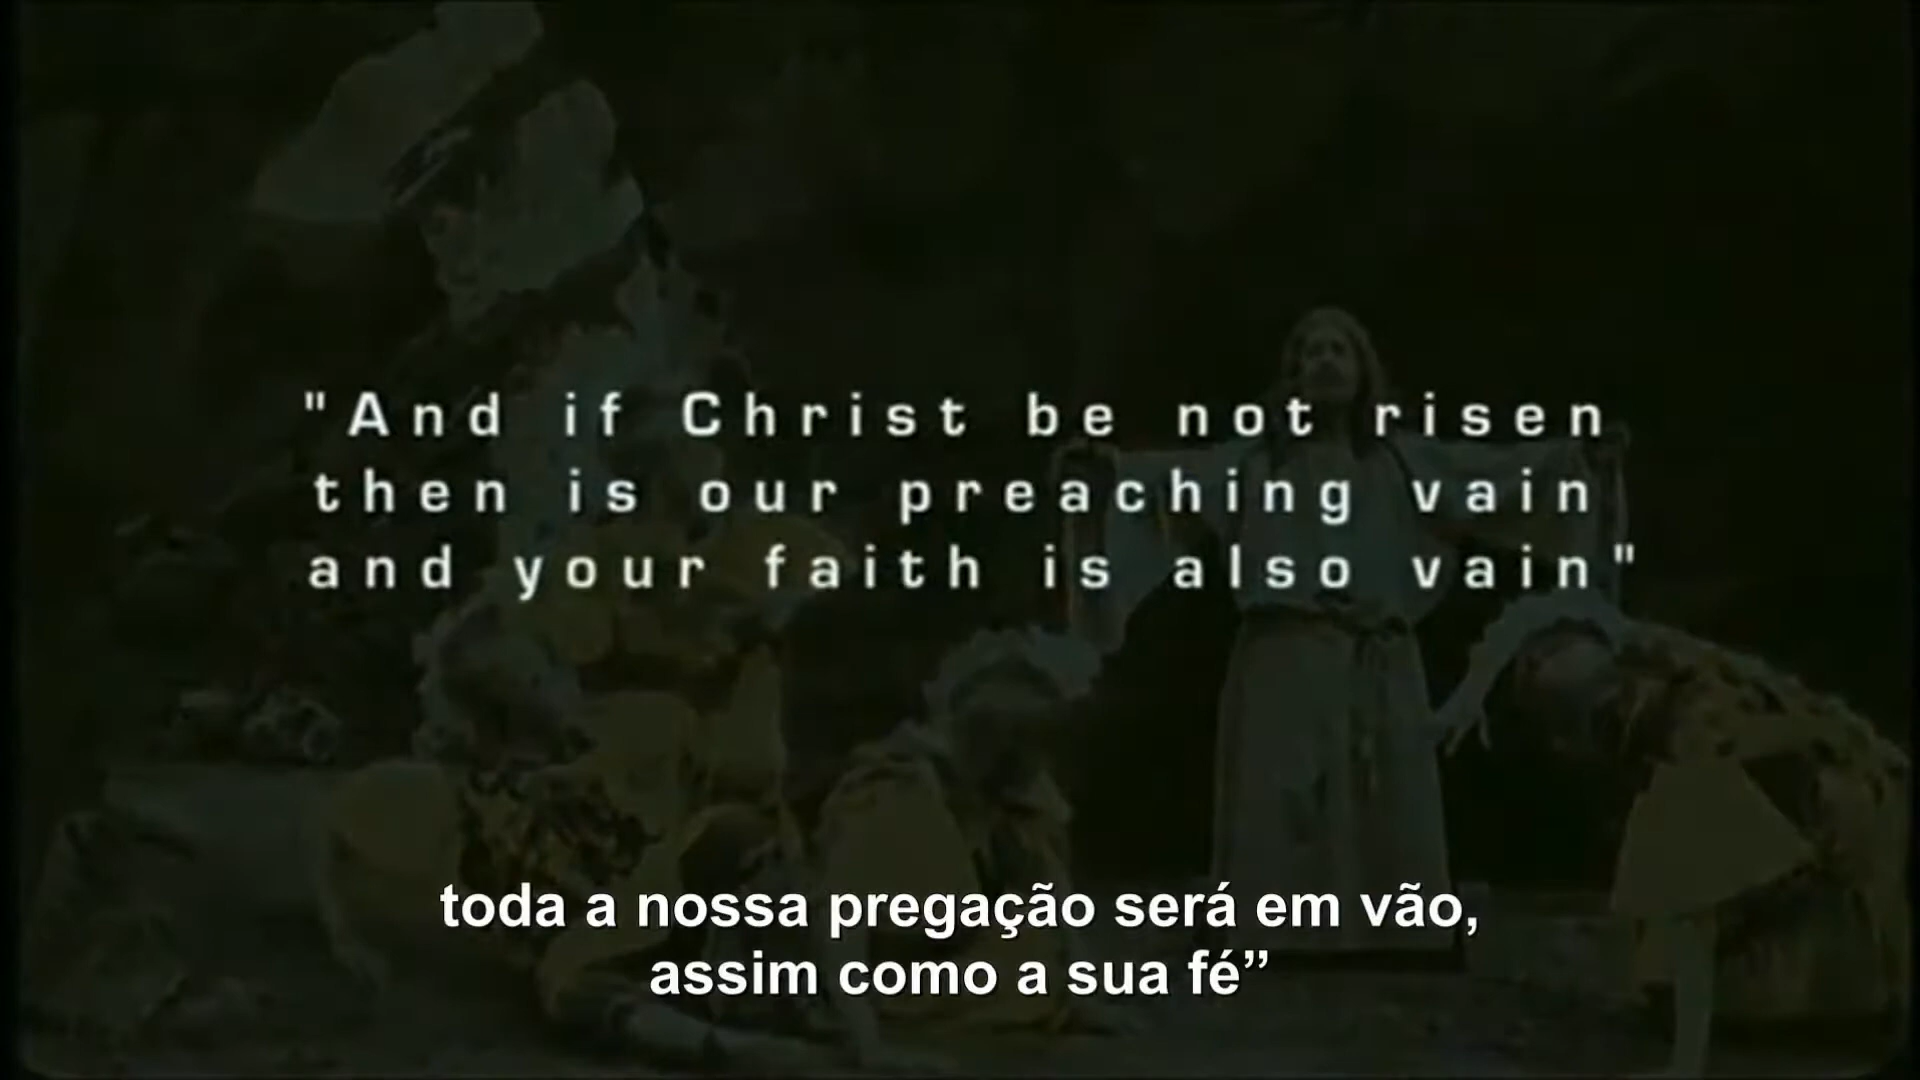 "And if Christ be not risen
then is our preaching vain
and your faith is also vain"
toda a nossa pregação será em vão,
assim como a sua fé”